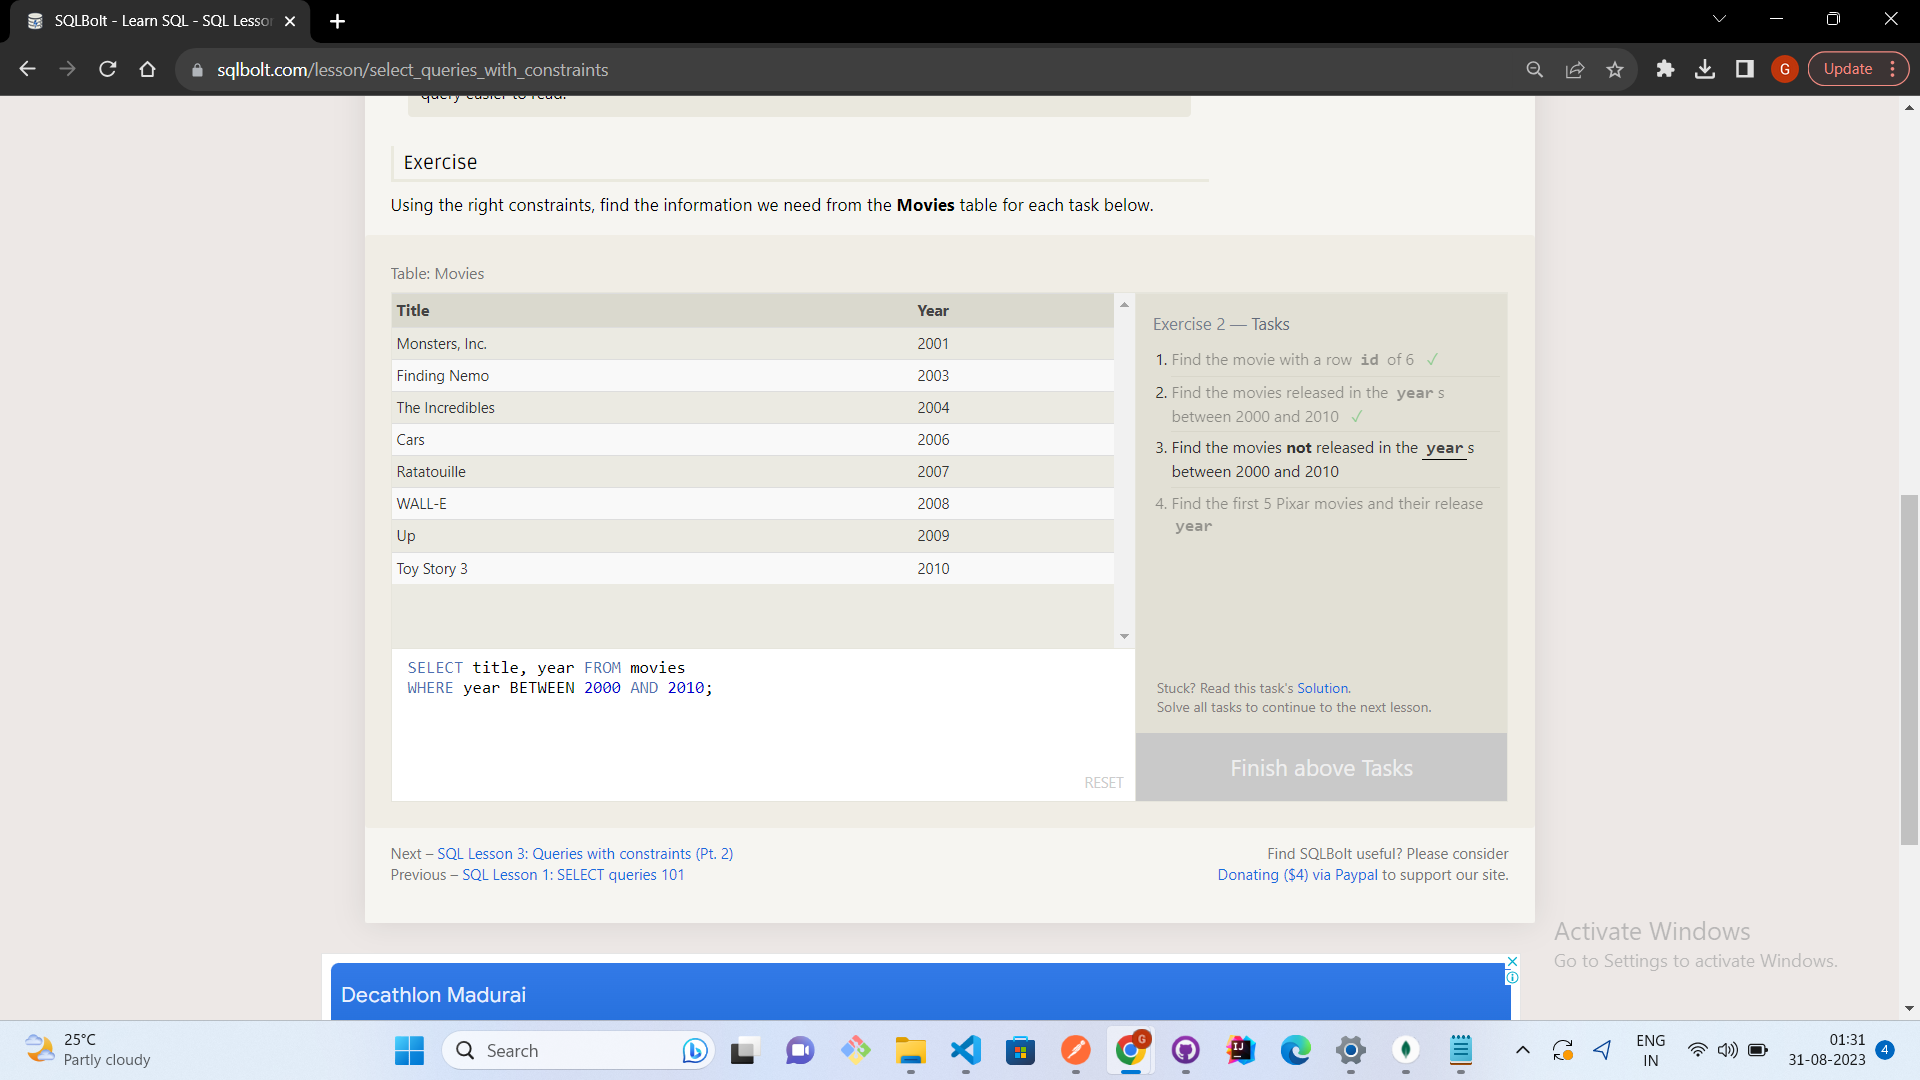 SQLBolt - Learn SQL - SQL Lesson
sqlbolt.com/lesson/select_queries_with_constraints
G
Update
query easier to read.
Exercise
Using the right constraints, find the information we need from the Movies table for each task below.
Table: Movies
Title Year
Monsters, Inc. 2001
Finding Nemo 2003
The Incredibles 2004
Cars 2006
Ratatouille 2007
WALL-E 2008
Up 2009
Toy Story 3 2010
SELECT title, year FROM movies
WHERE year BETWEEN 2000 AND 2010;
RESET
Exercise 2 — Tasks
1. Find the movie with a row id of 6 ✓
2. Find the movies released in the year s
between 2000 and 2010 ✓
3. Find the movies not released in the year s
between 2000 and 2010
4. Find the first 5 Pixar movies and their release
year
Stuck? Read this task's Solution.
Solve all tasks to continue to the next lesson.
Finish above Tasks
Next – SQL Lesson 3: Queries with constraints (Pt. 2)
Previous – SQL Lesson 1: SELECT queries 101
Find SQLBolt useful? Please consider
Donating ($4) via Paypal to support our site.
Activate Windows
Go to Settings to activate Windows.
Decathlon Madurai
25°C
Partly cloudy
Search
G
IJ
ENG
IN
01:31
31-08-2023
4